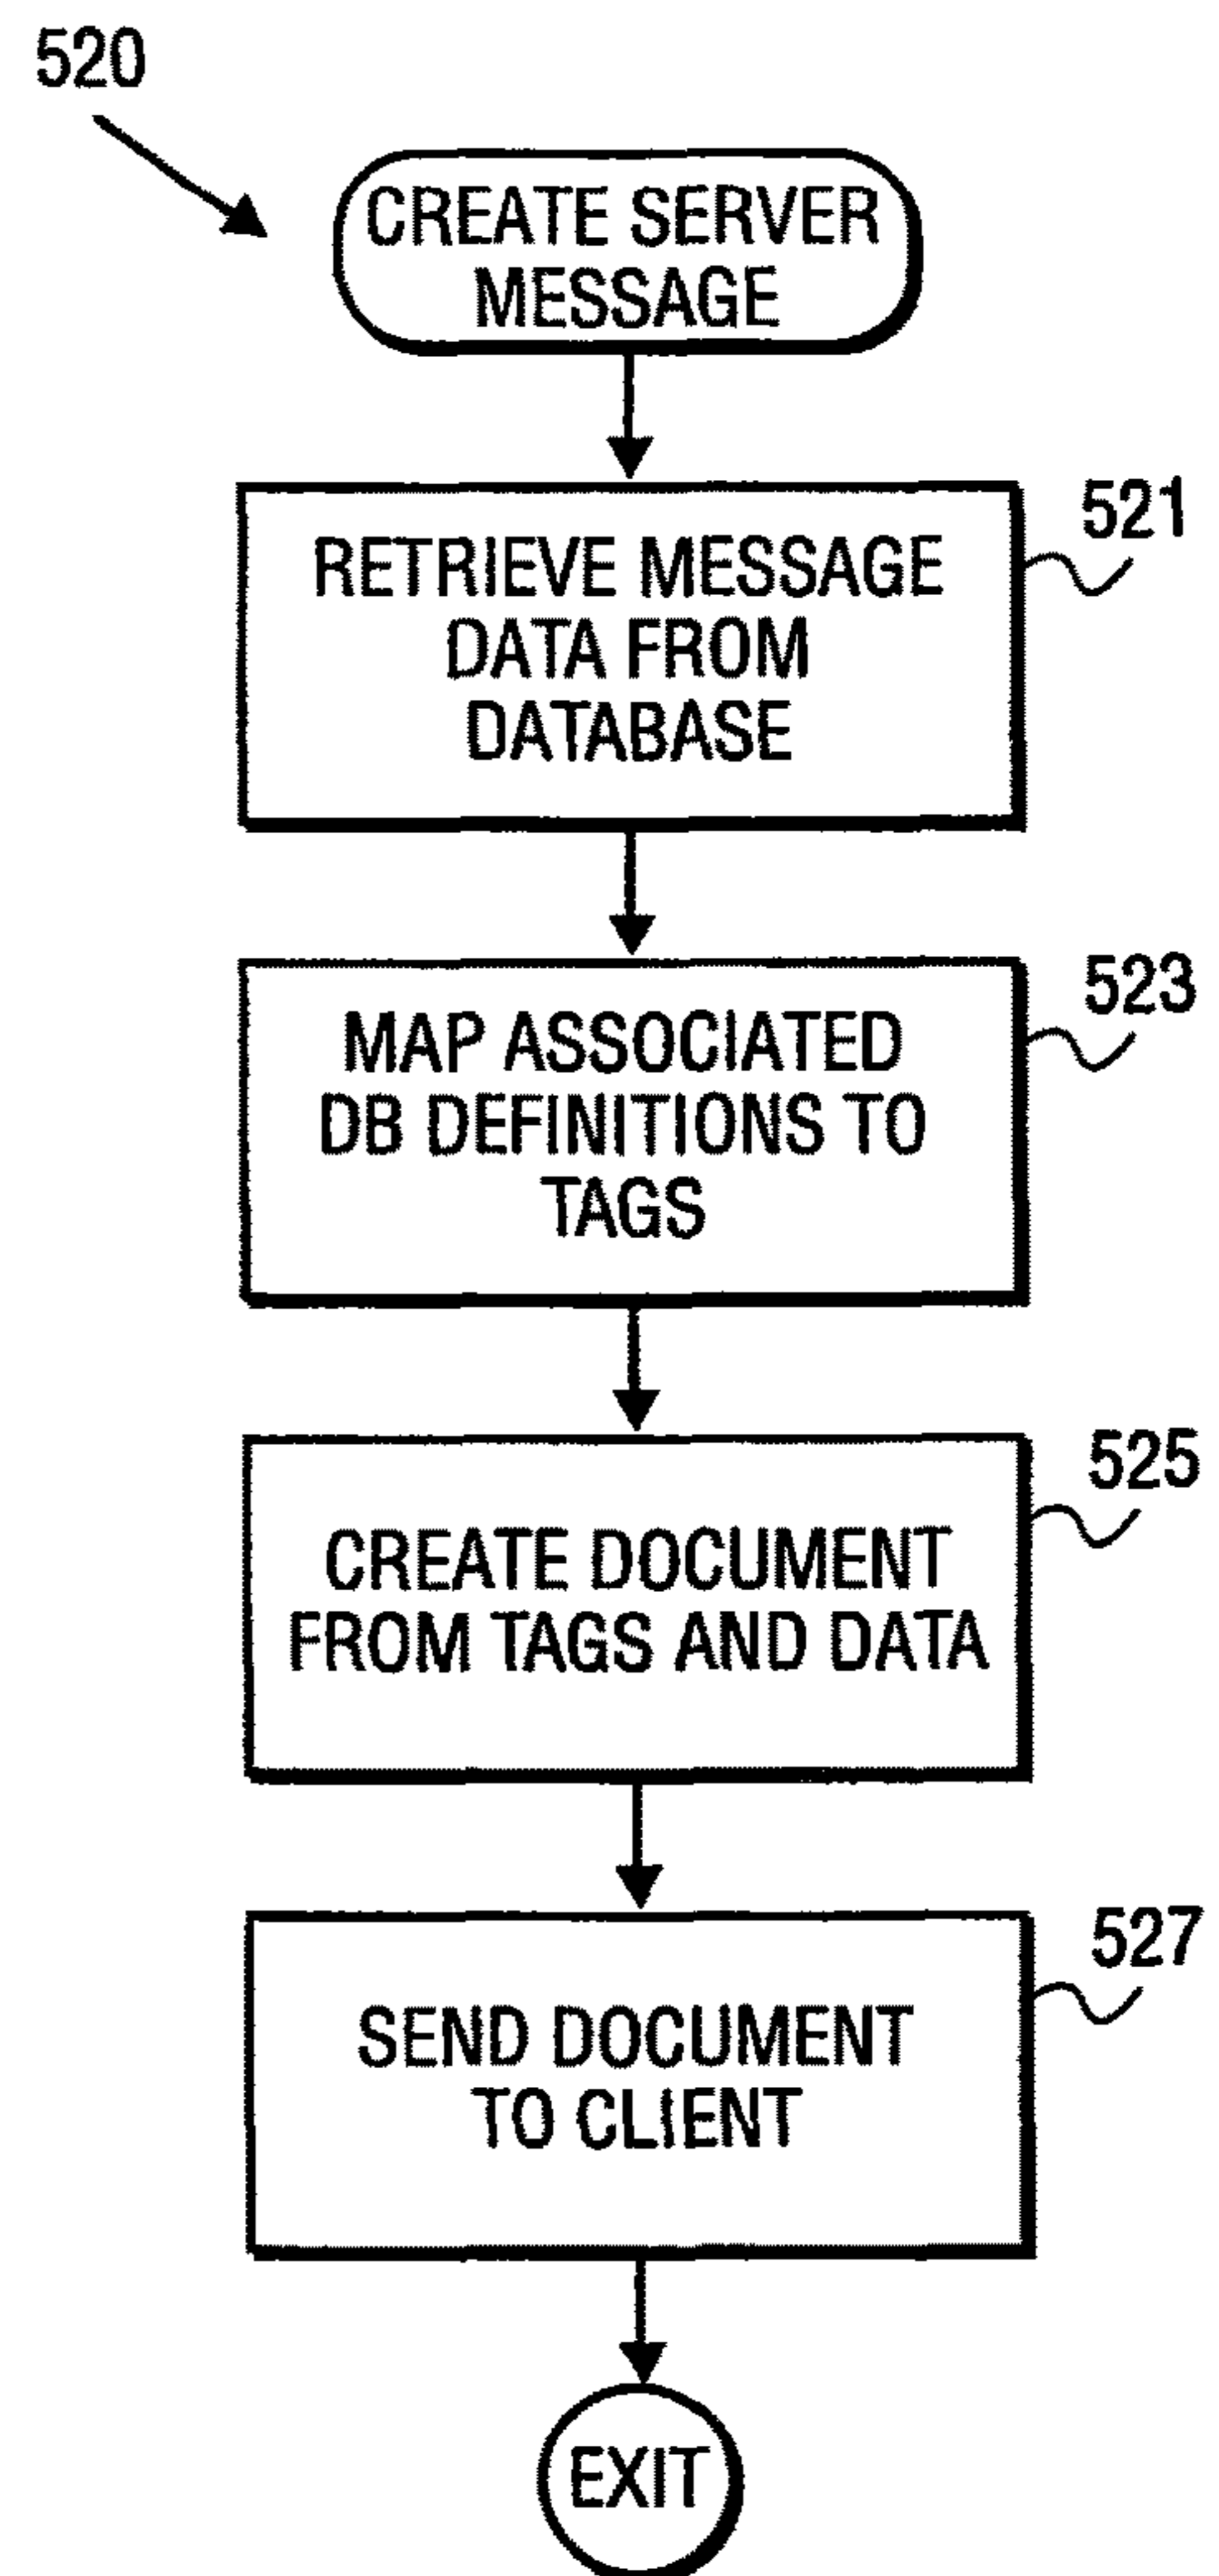 520
CREATE SERVER
MESSAGE
RETRIEVE MESSAGE
DATA FROM
DATABASE
521
MAP ASSOCIATED
DB DEFINITIONS TO
TAGS
523
CREATE DOCUMENT
FROM TAGS AND DATA
525
SEND DOCUMENT
TO CLIENT
527
EXIT